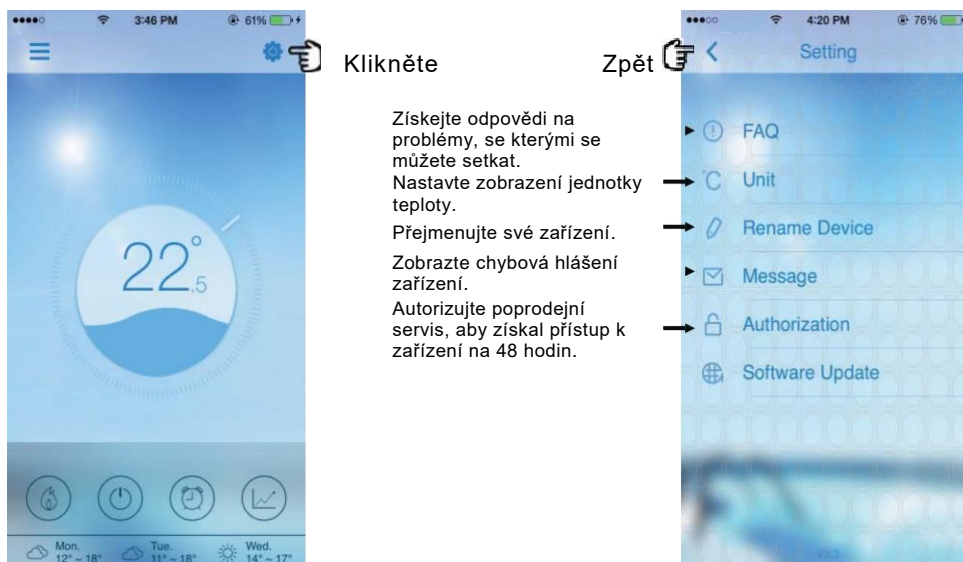 3:46 PM
61%
Klikněte
22°.5
Mon.
12° ~ 18°
Tue.
11° ~ 18°
Wed.
14° ~ 17°
Získejte odpovědi na
problémy, se kterými se
můžete setkat.
Nastavte zobrazení jednotky
teploty.
Přejmenujte své zařízení.
Zobrazte chybová hlášení
zařízení.
Autorizujte poprodejní
servis, aby získal přístup k
zařízení na 48 hodin.
Zpět
4:20 PM
76%
Setting
FAQ
°C Unit
Rename Device
Message
Authorization
Software Update
V2.3